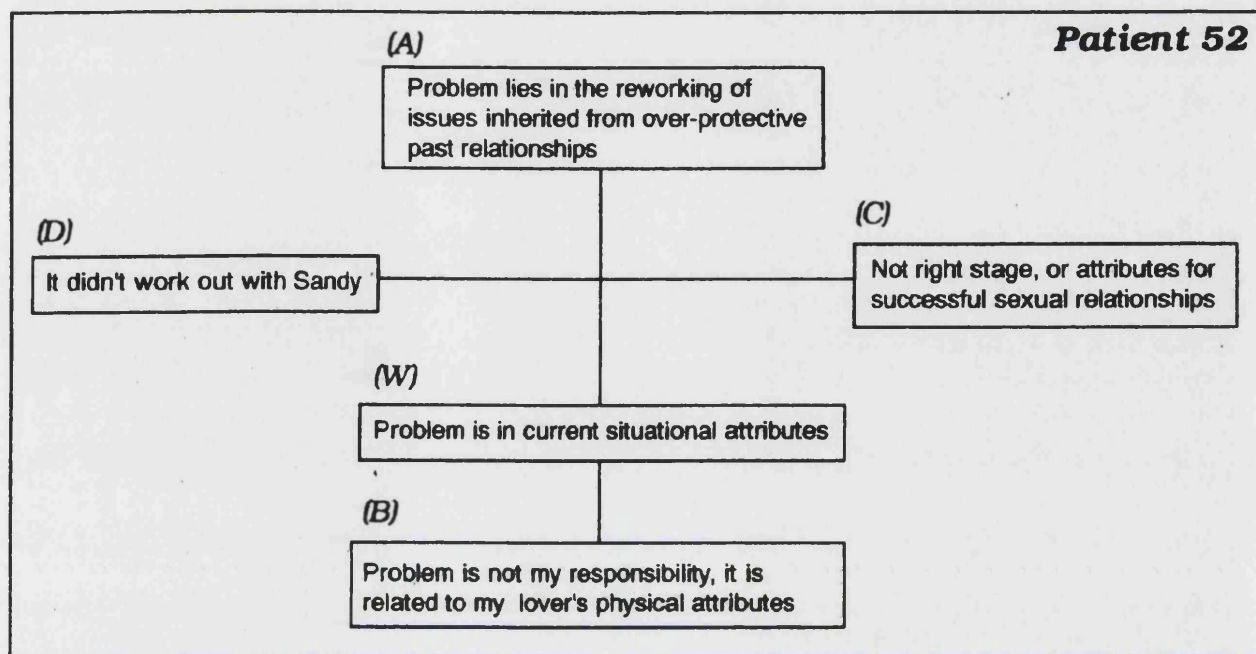 Patient 52
(A)
Problem lies in the reworking of
issues inherited from over-protective
past relationships
(D)
It didn't work out with Sandy
(C)
Not right stage, or attributes for
successful sexual relationships
(W)
Problem is in current situational attributes
(B)
Problem is not my responsibility, it is
related to my lover's physical attributes